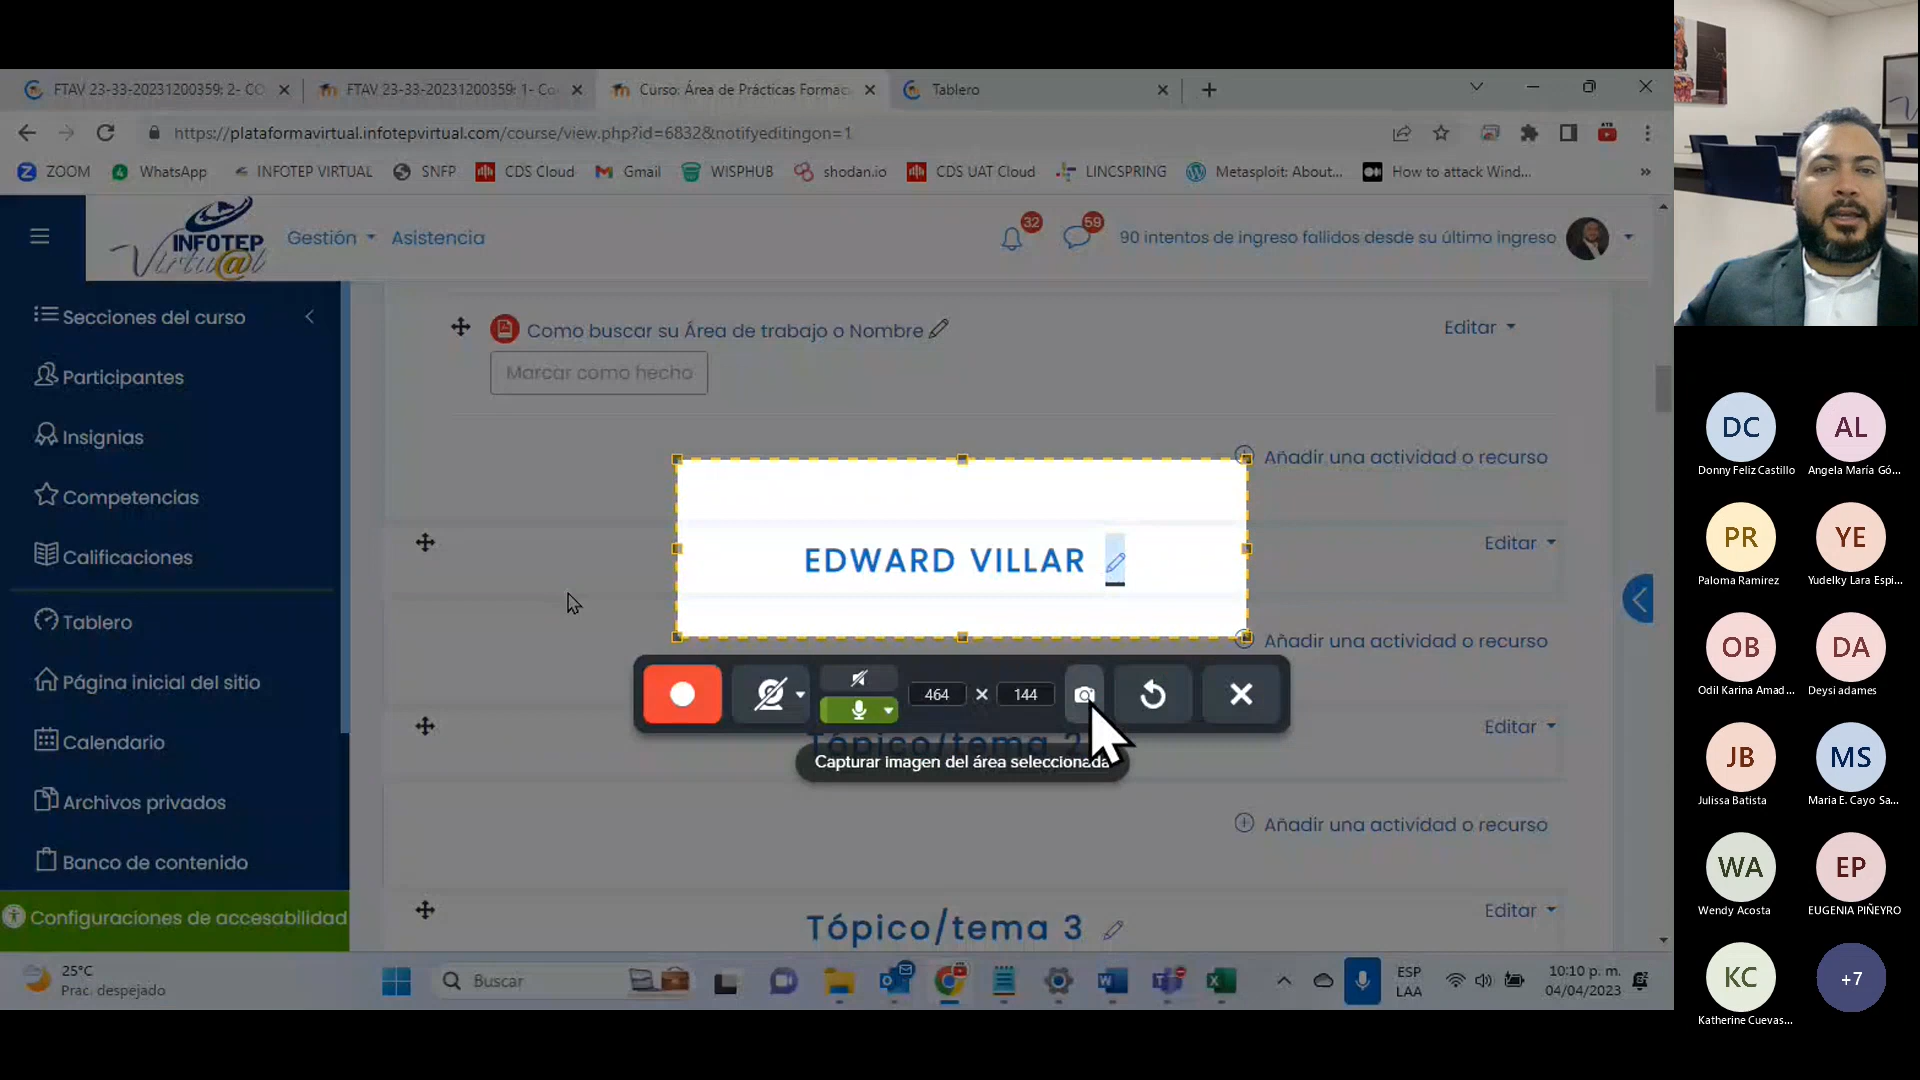 FTAV 23-33-20231200359: 2- CO
FTAV 23-33-20231200359: 1- Co
Curso: Área de Prácticas Formac
Tablero
https://plataformavirtual.infotepvirtual.com/course/view.php?id=6832&notifyeditingon=1
ZOOM
WhatsApp
INFOTEP VIRTUAL
SNFP
CDS Cloud
Gmail
WISPHUB
shodan.io
CDS UAT Cloud
LINCSPRING
Metasploit: About...
How to attack Wind...
»
INFOTEP
Virtu@l
Gestión
Asistencia
32
59
90 intentos de ingreso fallidos desde su último ingreso
Secciones del curso
Participantes
Insignias
Competencias
Calificaciones
Tablero
Página inicial del sitio
Calendario
Archivos privados
Banco de contenido
Configuraciones de accesabilidad
Como buscar su Área de trabajo o Nombre
Editar
Marcar como hecho
Añadir una actividad o recurso
EDWARD VILLAR
Editar
Añadir una actividad o recurso
464 × 144
Tópico/tema 2
Editar
Capturar imagen del área seleccionada
Añadir una actividad o recurso
Tópico/tema 3
Editar
25°C
Prac. despejado
Buscar
ESP
LAA
10:10 p. m.
04/04/2023
DC
Donny Feliz Castillo
AL
Angela María Gó...
PR
Paloma Ramirez
YE
Yudelky Lara Espi...
OB
Odil Karina Amad...
DA
Deysi adames
JB
Julissa Batista
MS
Maria E. Cayo Sa...
WA
Wendy Acosta
EP
EUGENIA PIÑEYRO
KC
Katherine Cuevas...
+7